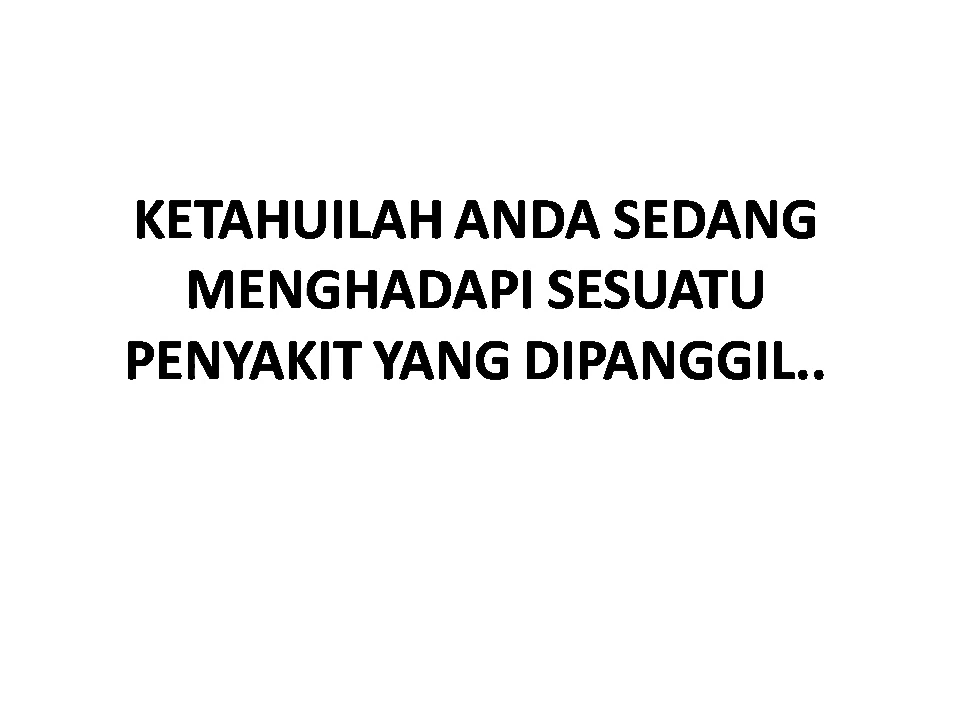 KETAHUILAH ANDA SEDANG
MENGHADAPI SESUATU
PENYAKIT YANG DIPANGGIL..